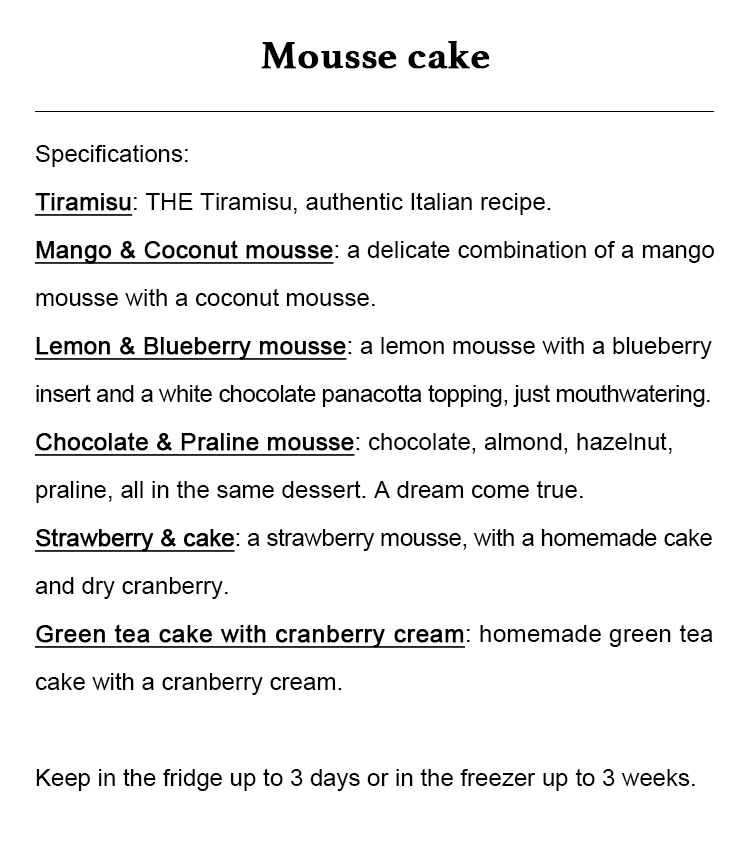 Mousse cake
Specifications:
Tiramisu: THE Tiramisu, authentic Italian recipe.
Mango & Coconut mousse: a delicate combination of a mango
mousse with a coconut mousse.
Lemon & Blueberry mousse: a lemon mousse with a blueberry
insert and a white chocolate panacotta topping, just mouthwatering.
Chocolate & Praline mousse: chocolate, almond, hazelnut,
praline, all in the same dessert. A dream come true.
Strawberry & cake: a strawberry mousse, with a homemade cake
and dry cranberry.
Green tea cake with cranberry cream: homemade green tea
cake with a cranberry cream.
Keep in the fridge up to 3 days or in the freezer up to 3 weeks.